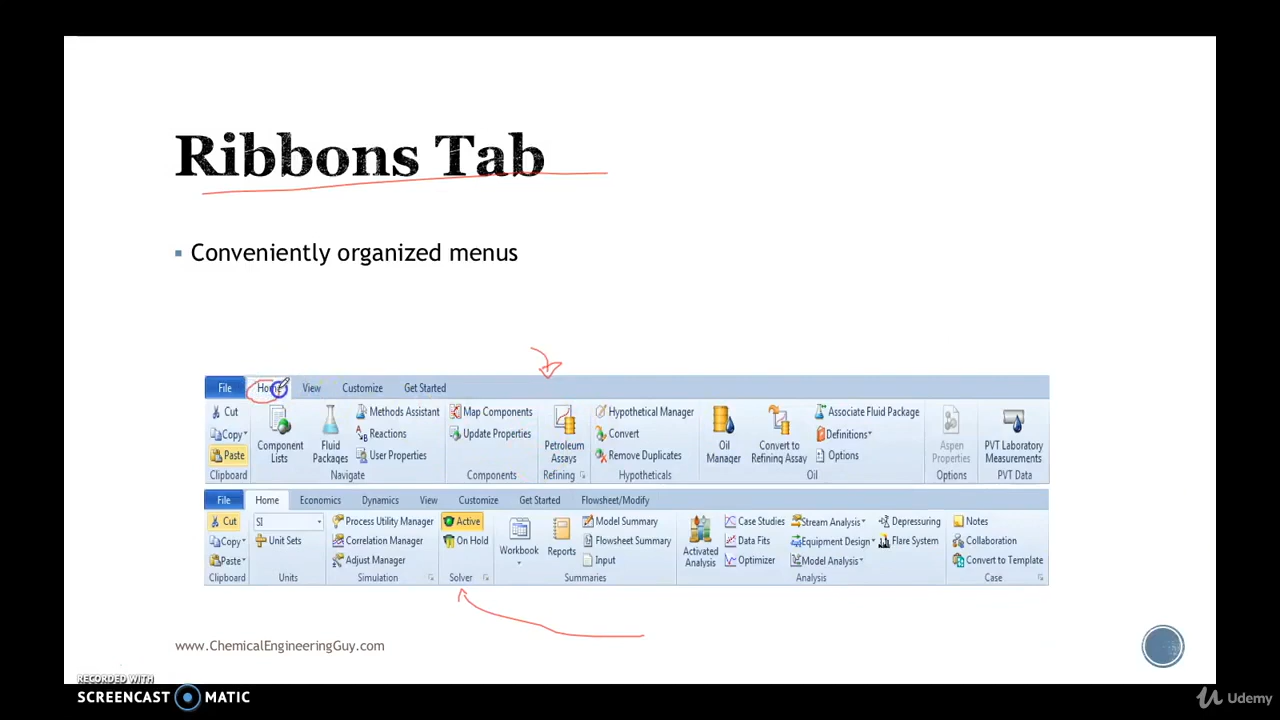 Ribbons Tab
Conveniently organized menus
File Home View Customize Get Started
Cut Methods Assistant Map Components Hypothetical Manager Associate Fluid Package
Copy Component Lists Fluid Packages Reactions Update Properties Petroleum Assays Convert Oil Manager Convert to Refining Assay Definitions Aspen Properties PVT Laboratory Measurements
Paste User Properties Remove Duplicates Options
Clipboard Navigate Components Refining Hypotheticals Oil Options PVT Data
File Home Economics Dynamics View Customize Get Started Flowsheet/Modify
Cut SI Process Utility Manager Active Model Summary Case Studies Stream Analysis Depressuring Notes
Copy Unit Sets Correlation Manager On Hold Workbook Reports Flowsheet Summary Activated Analysis Data Fits Equipment Design Flare System Collaboration
Paste Adjust Manager Input Optimizer Model Analysis Convert to Template
Clipboard Units Simulation Solver Summaries Analysis Case
www.ChemicalEngineeringGuy.com
RECORDED WITH
SCREENCAST MATIC
Udemy